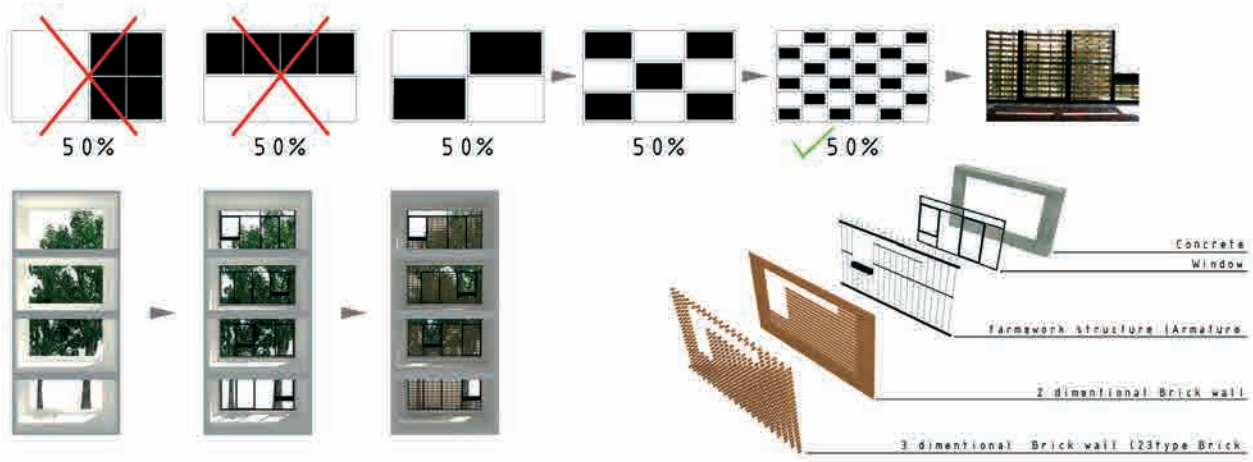 50%
50%
50%
50%
50%
Concrete
Window
farmework structure (Armature
2 dimentional Brick wall
3 dimentional Brick wall (23type Brick